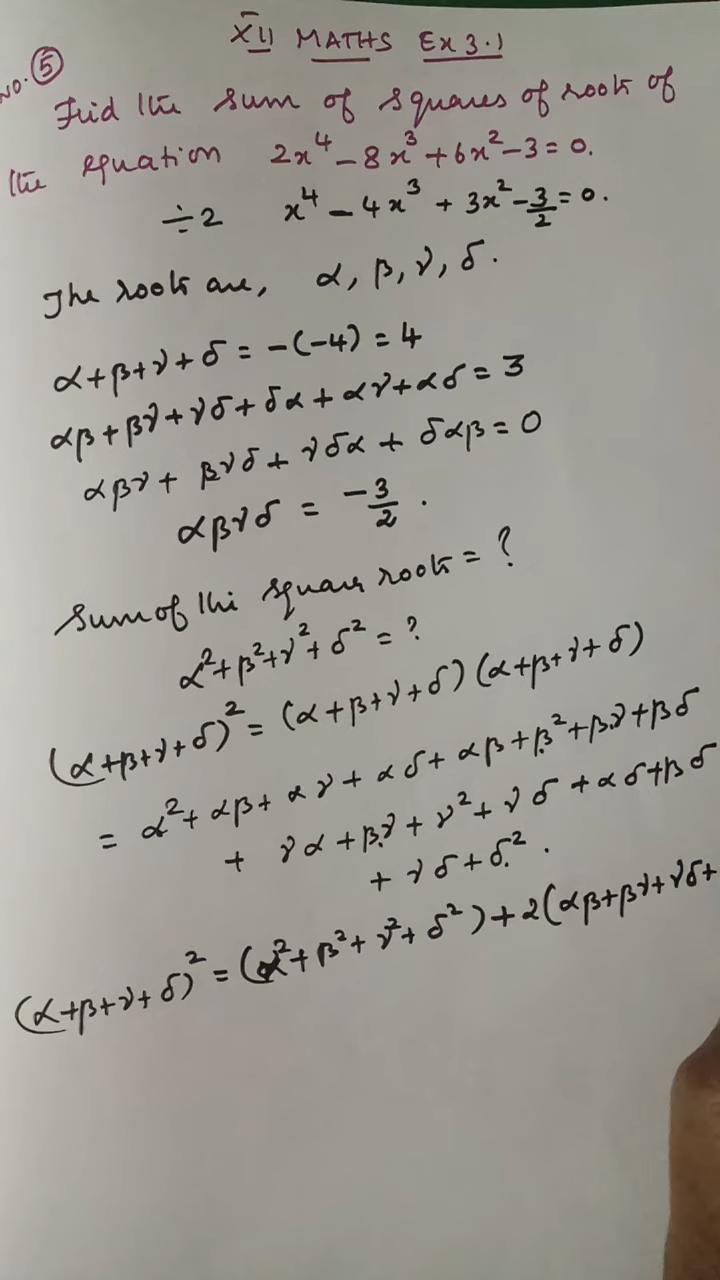 XII MATHS Ex 3.1
NO. ⑤
Find the sum of squares of roots of
the equation 2x⁴ - 8x³ + 6x² - 3 = 0.
÷2 x⁴ - 4x³ + 3x² - 3/2 = 0.
The roots are, α, β, γ, δ.
α + β + γ + δ = -(-4) = 4
αβ + βγ + γδ + δα + αγ + αδ = 3
αβγ + βγδ + γδα + δαβ = 0
αβγδ = -3/2.
Sum of the square roots = ?
α² + β² + γ² + δ² = ?
(α + β + γ + δ)² = (α + β + γ + δ) (α + β + γ + δ)
= α² + αβ + αγ + αδ + αβ + β² + βγ + βδ
+ γα + βγ + γ² + γδ + αδ + βδ
+ γδ + δ².
(α + β + γ + δ)² = (α² + β² + γ² + δ²) + 2(αβ + βγ + γδ +